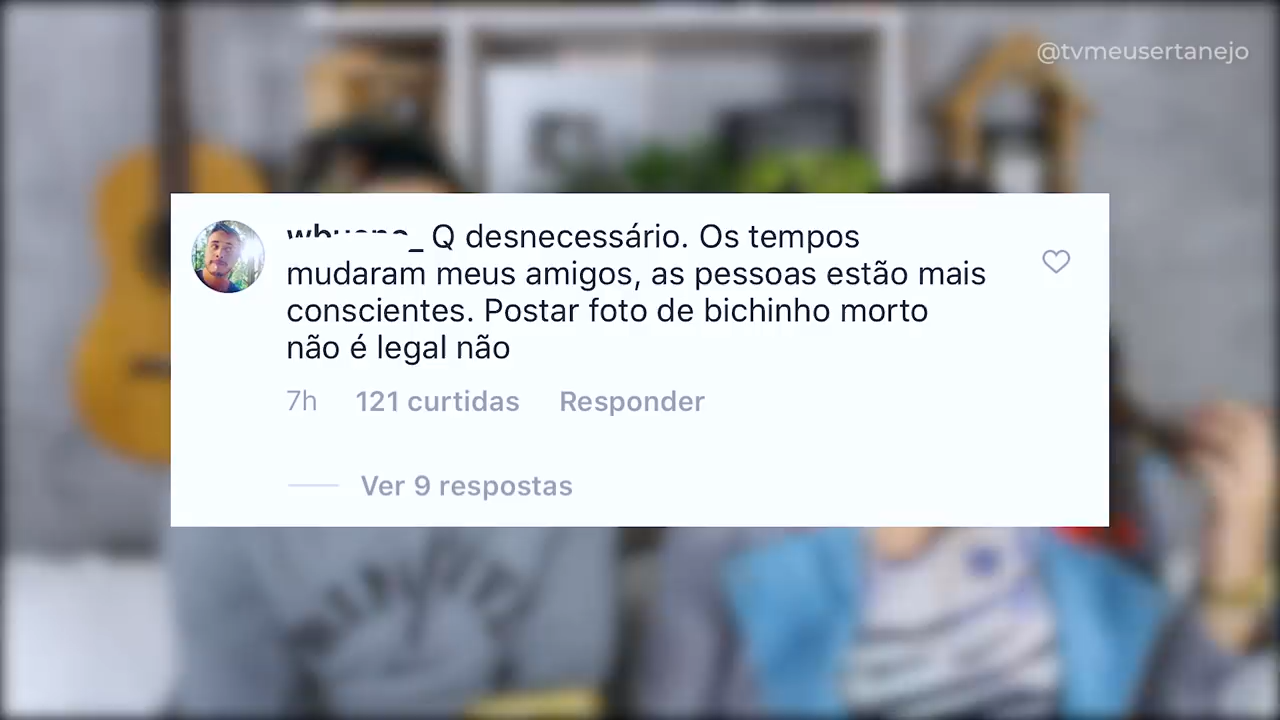 @tvmeusertanejo
Q desnecessário. Os tempos
mudaram meus amigos, as pessoas estão mais
conscientes. Postar foto de bichinho morto
não é legal não
7h 121 curtidas Responder
Ver 9 respostas